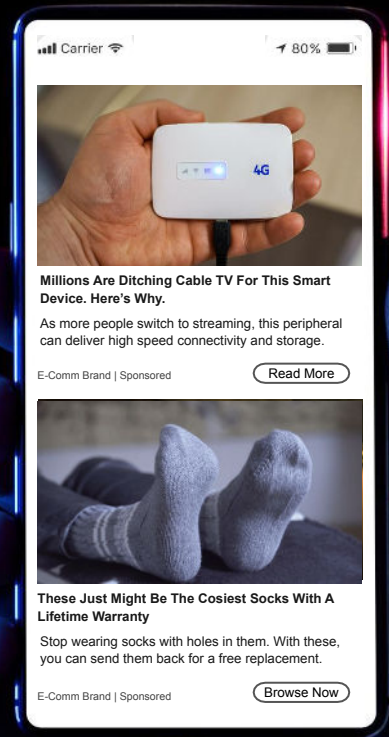 Carrier 80%
4G
Millions Are Ditching Cable TV For This Smart
Device. Here's Why.
As more people switch to streaming, this peripheral
can deliver high speed connectivity and storage.
E-Comm Brand | Sponsored Read More
These Just Might Be The Cosiest Socks With A
Lifetime Warranty
Stop wearing socks with holes in them. With these,
you can send them back for a free replacement.
E-Comm Brand | Sponsored Browse Now